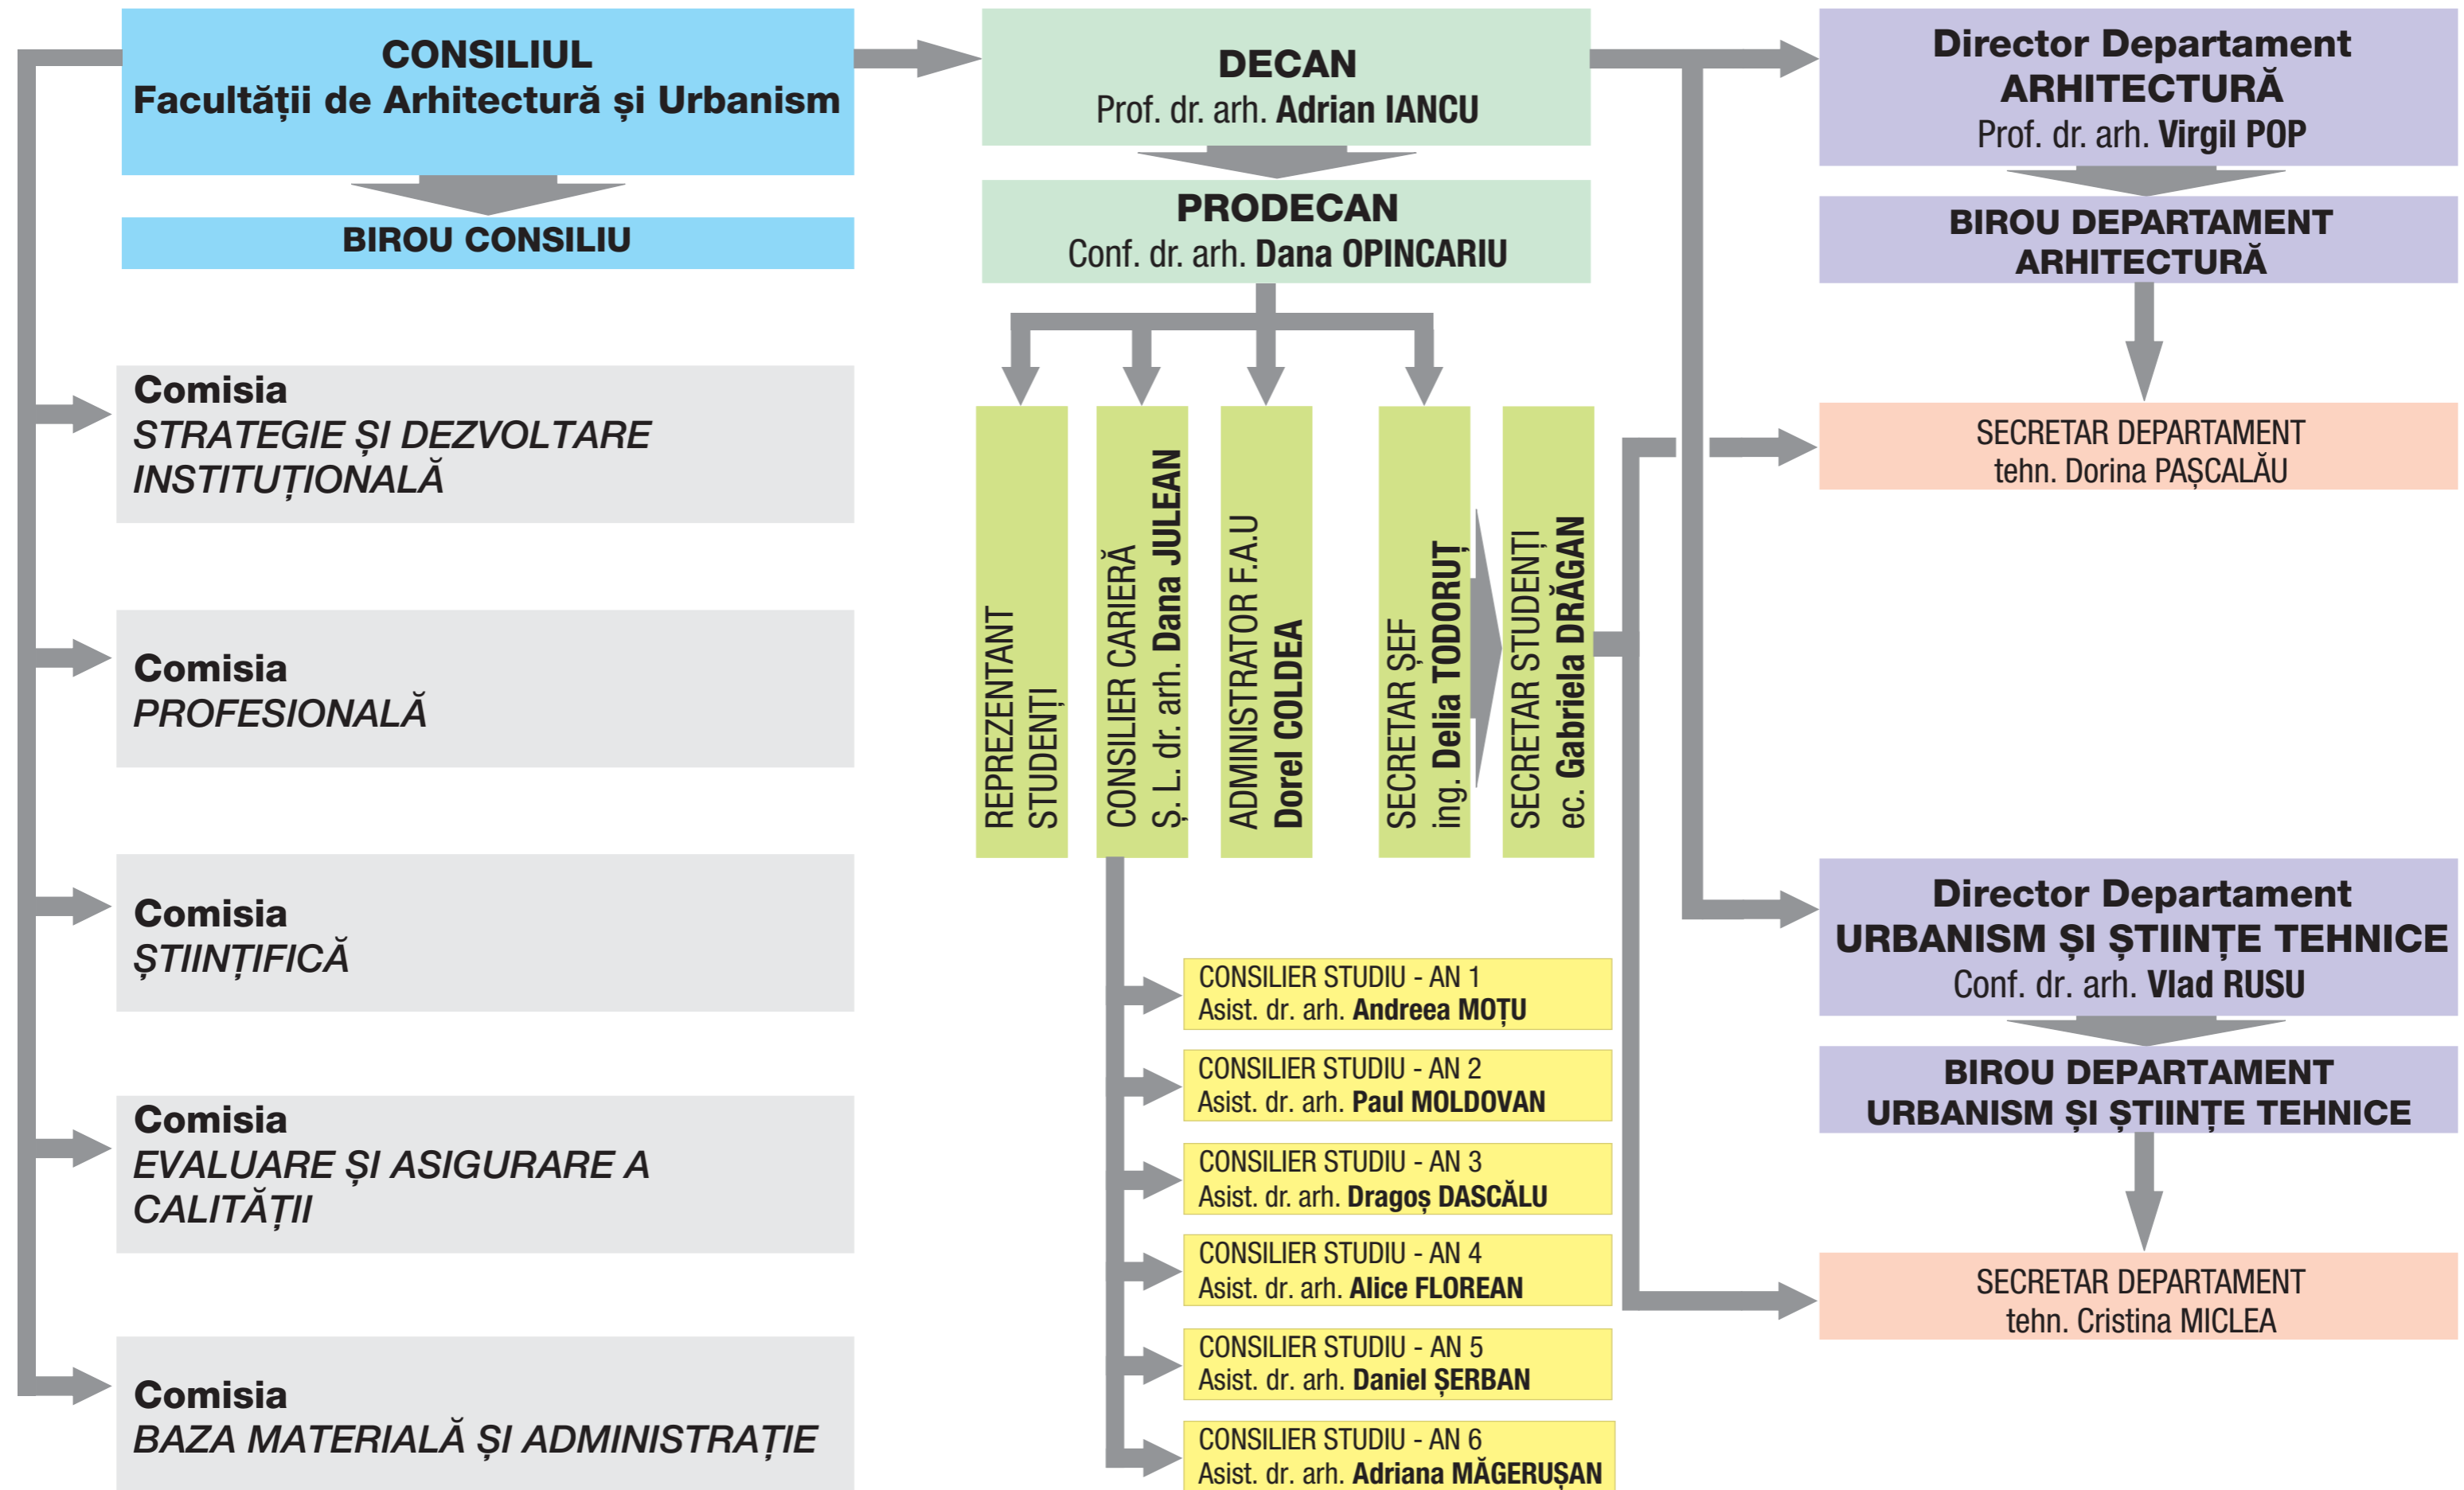 CONSILIUL
Facultății de Arhitectură și Urbanism
BIROU CONSILIU
Comisia
STRATEGIE ȘI DEZVOLTARE
INSTITUȚIONALĂ
Comisia
PROFESIONALĂ
Comisia
ȘTIINȚIFICĂ
Comisia
EVALUARE ȘI ASIGURARE A
CALITĂȚII
Comisia
BAZA MATERIALĂ ȘI ADMINISTRAȚIE
DECAN
Prof. dr. arh. Adrian IANCU
PRODECAN
Conf. dr. arh. Dana OPINCARIU
REPREZENTANT
STUDENȚI
CONSILIER CARIERĂ
Ș. L. dr. arh. Dana JULEAN
ADMINISTRATOR F.A.U
Dorel COLDEA
SECRETAR ȘEF
ing. Delia TODORUȚ
SECRETAR STUDENȚI
ec. Gabriela DRĂGAN
CONSILIER STUDIU - AN 1
Asist. dr. arh. Andreea MOȚU
CONSILIER STUDIU - AN 2
Asist. dr. arh. Paul MOLDOVAN
CONSILIER STUDIU - AN 3
Asist. dr. arh. Dragoș DASCĂLU
CONSILIER STUDIU - AN 4
Asist. dr. arh. Alice FLOREAN
CONSILIER STUDIU - AN 5
Asist. dr. arh. Daniel ȘERBAN
CONSILIER STUDIU - AN 6
Asist. dr. arh. Adriana MĂGERUȘAN
Director Departament
ARHITECTURĂ
Prof. dr. arh. Virgil POP
BIROU DEPARTAMENT
ARHITECTURĂ
SECRETAR DEPARTAMENT
tehn. Dorina PAȘCALĂU
Director Departament
URBANISM ȘI ȘTIINȚE TEHNICE
Conf. dr. arh. Vlad RUSU
BIROU DEPARTAMENT
URBANISM ȘI ȘTIINȚE TEHNICE
SECRETAR DEPARTAMENT
tehn. Cristina MICLEA